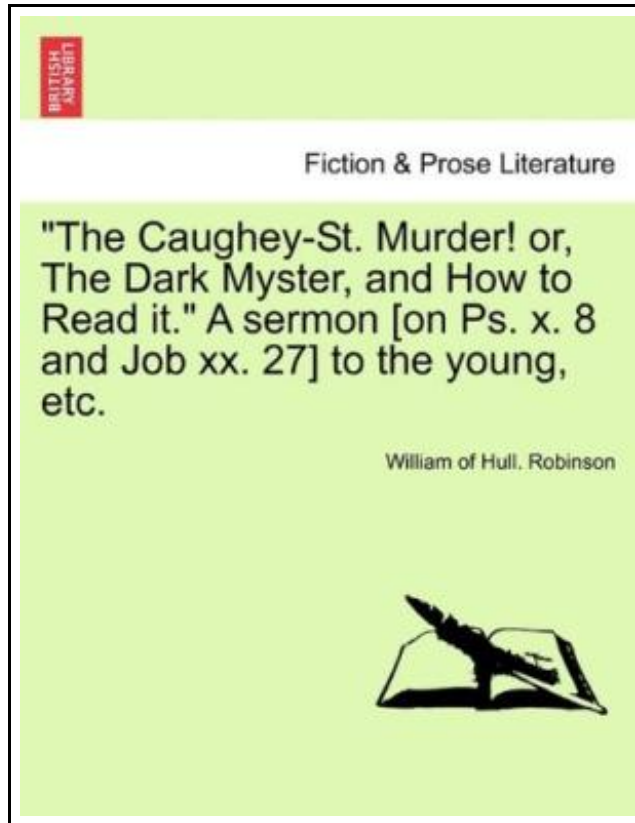 BRITISH
LIBRARY
Fiction & Prose Literature
"The Caughey-St. Murder! or,
The Dark Myster, and How to
Read it." A sermon [on Ps. x. 8
and Job xx. 27] to the young,
etc.
William of Hull. Robinson